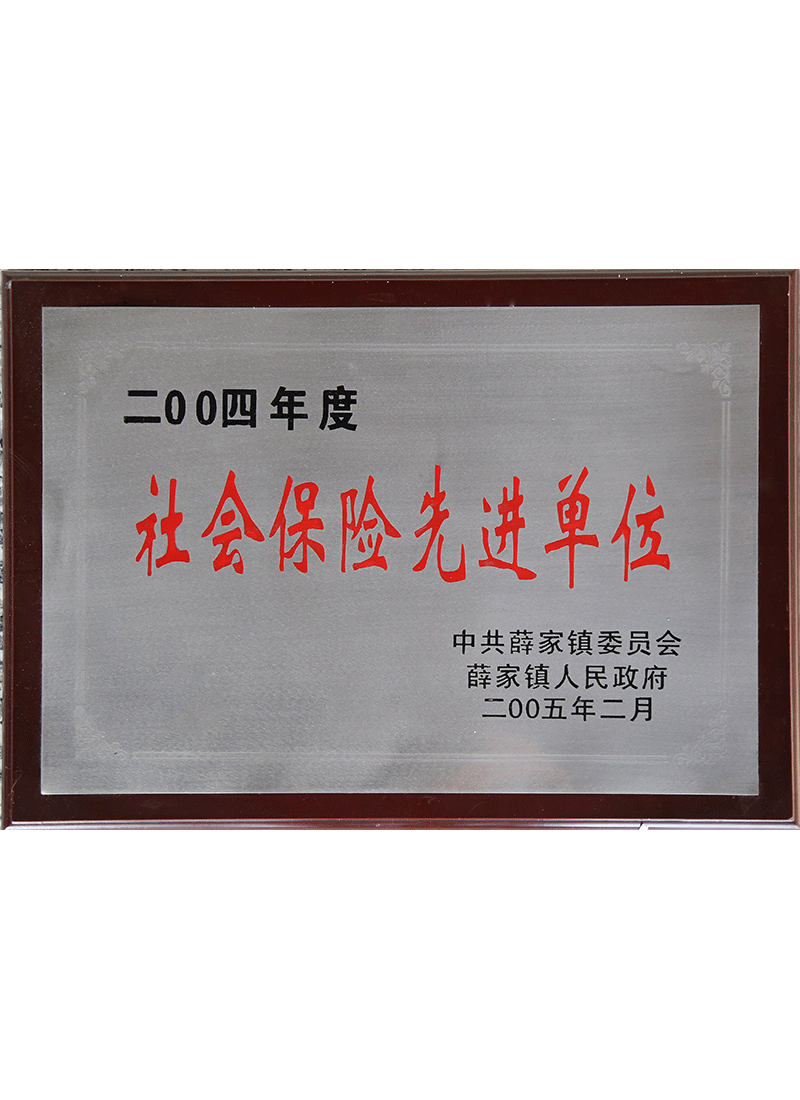 二00四年度
社会保险先进单位
中共薛家镇委员会
薛家镇人民政府
二00五年二月